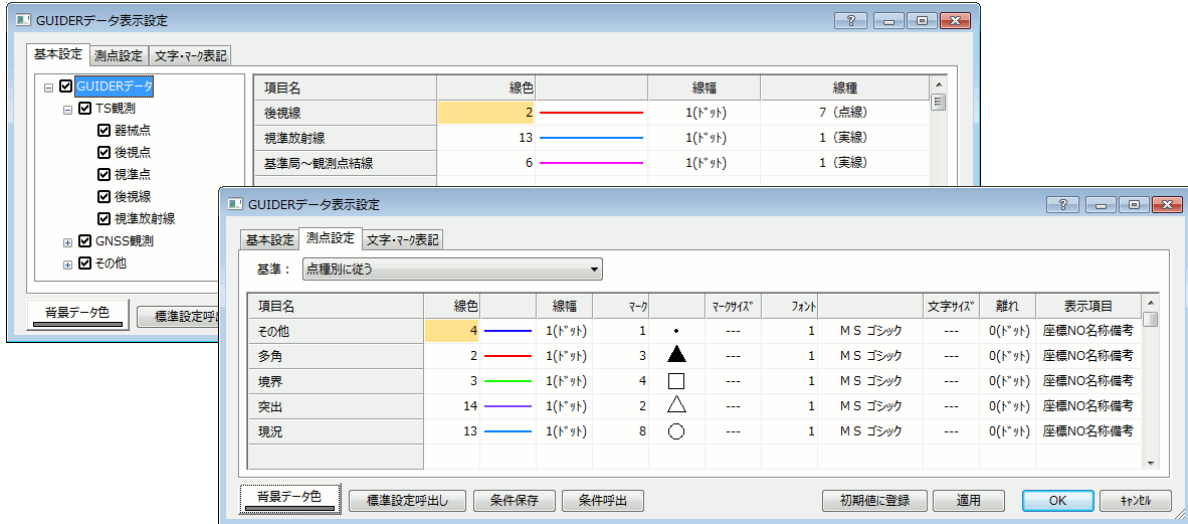 GUIDERデータ表示設定
基本設定 測点設定 文字・ﾏｰｸ表記
GUIDERデータ
TS観測
器械点
後視点
視準点
後視線
視準放射線
GNSS観測
その他
項目名 線色 線幅 線種
後視線 2 1(ﾄﾞｯﾄ) 7 (点線)
視準放射線 13 1(ﾄﾞｯﾄ) 1 (実線)
基準局～観測点結線 6 1(ﾄﾞｯﾄ) 1 (実線)
背景データ色 標準設定呼出
GUIDERデータ表示設定
基本設定 測点設定 文字・ﾏｰｸ表記
基準： 点種別に従う
項目名 線色 線幅 ﾏｰｸ ﾏｰｸｻｲｽﾞ ﾌｫﾝﾄ 文字ｻｲｽﾞ 離れ 表示項目
その他 4 1(ﾄﾞｯﾄ) 1 --- 1 ＭＳ ゴシック --- 0(ﾄﾞｯﾄ) 座標NO名称備考
多角 2 1(ﾄﾞｯﾄ) 3 --- 1 ＭＳ ゴシック --- 0(ﾄﾞｯﾄ) 座標NO名称備考
境界 3 1(ﾄﾞｯﾄ) 4 --- 1 ＭＳ ゴシック --- 0(ﾄﾞｯﾄ) 座標NO名称備考
突出 14 1(ﾄﾞｯﾄ) 2 --- 1 ＭＳ ゴシック --- 0(ﾄﾞｯﾄ) 座標NO名称備考
現況 13 1(ﾄﾞｯﾄ) 8 --- 1 ＭＳ ゴシック --- 0(ﾄﾞｯﾄ) 座標NO名称備考
背景データ色 標準設定呼出し 条件保存 条件呼出 初期値に登録 適用 OK ｷｬﾝｾﾙ